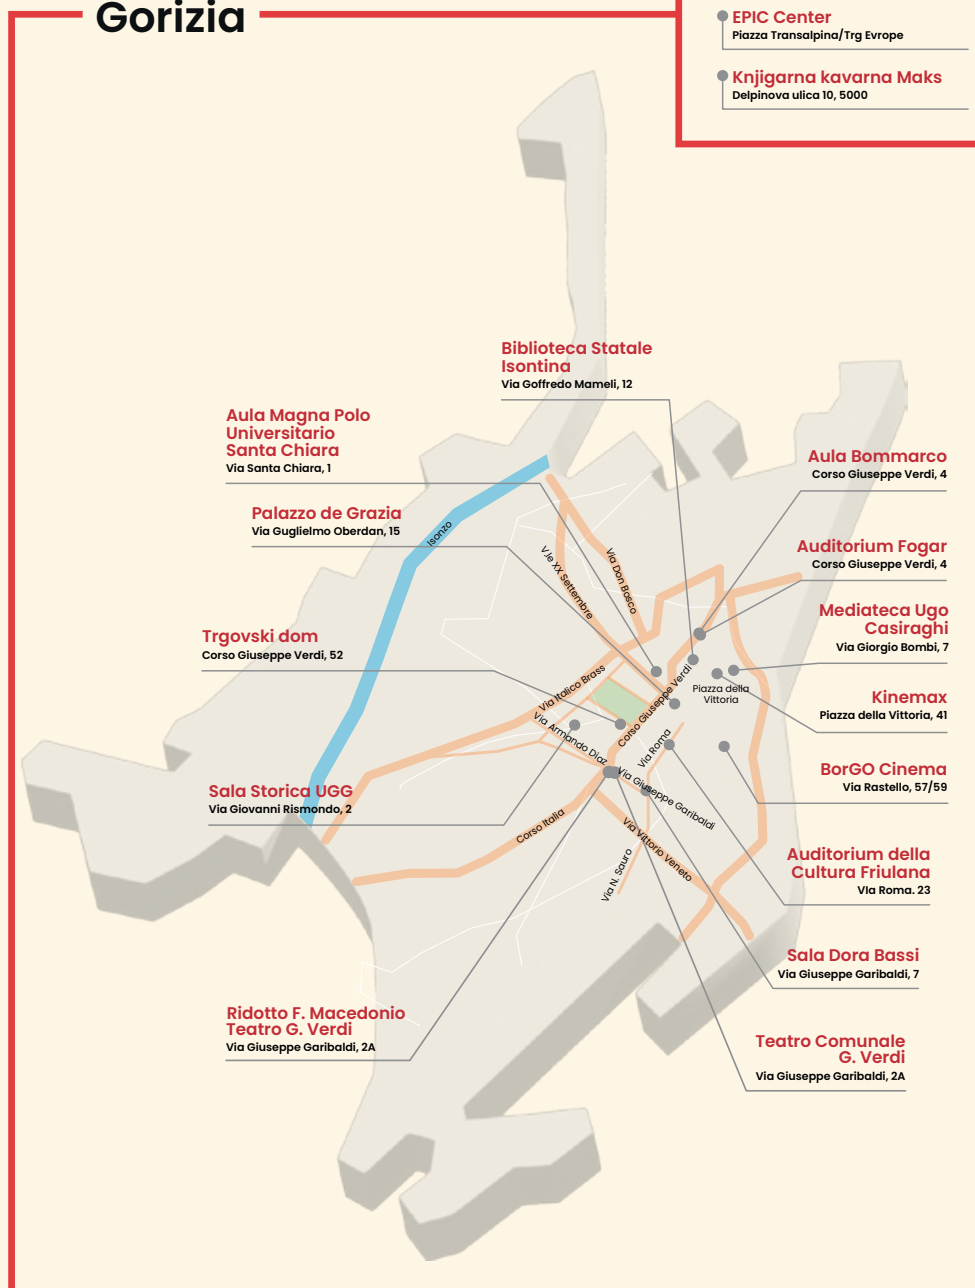 Gorizia
EPIC Center
Piazza Transalpina/Trg Evrope
Knjigarna kavarna Maks
Delpinova ulica 10, 5000
Biblioteca Statale
Isontina
Via Goffredo Mameli, 12
Aula Magna Polo
Universitario
Santa Chiara
Via Santa Chiara, 1
Aula Bommarco
Corso Giuseppe Verdi, 4
Palazzo de Grazia
Via Guglielmo Oberdan, 15
Isonzo
Auditorium Fogar
Corso Giuseppe Verdi, 4
V.le XX Settembre
Via Don Bosco
Mediateca Ugo
Casiraghi
Via Giorgio Bombi, 7
Trgovski dom
Corso Giuseppe Verdi, 52
Via Italico Brass
Corso Giuseppe Verdi
Piazza della
Vittoria
Kinemax
Piazza della Vittoria, 41
Via Armando Diaz
Via Roma
BorGO Cinema
Via Rastello, 57/59
Sala Storica UGG
Via Giovanni Rismondo, 2
Via Giuseppe Garibaldi
Corso Italia
Via Vittorio Veneto
Via N. Sauro
Auditorium della
Cultura Friulana
VIa Roma. 23
Sala Dora Bassi
Via Giuseppe Garibaldi, 7
Ridotto F. Macedonio
Teatro G. Verdi
Via Giuseppe Garibaldi, 2A
Teatro Comunale
G. Verdi
Via Giuseppe Garibaldi, 2A